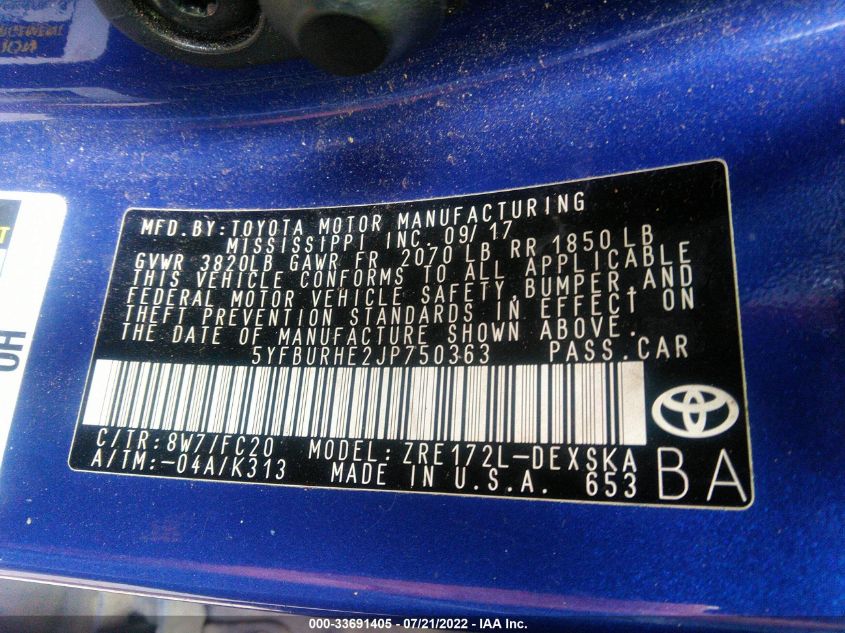 MFD. BY: TOYOTA MOTOR MANUFACTURING
MISSISSIPPI INC. 09/17
GVWR 3820LB GAWR FR 2070 LB RR 1850 LB
THIS VEHICLE CONFORMS TO ALL APPLICABLE
FEDERAL MOTOR VEHICLE SAFETY, BUMPER, AND
THEFT PREVENTION STANDARDS IN EFFECT ON
THE DATE OF MANUFACTURE SHOWN ABOVE.
5YFBURHE2JP750363 PASS. CAR
C/TR: 8W7/FC20 MODEL: ZRE172L-DEXSKA
A/TM: -04A/K313 MADE IN U.S.A. 653 BA
000-33691405 - 07/21/2022 - © IAA Inc.